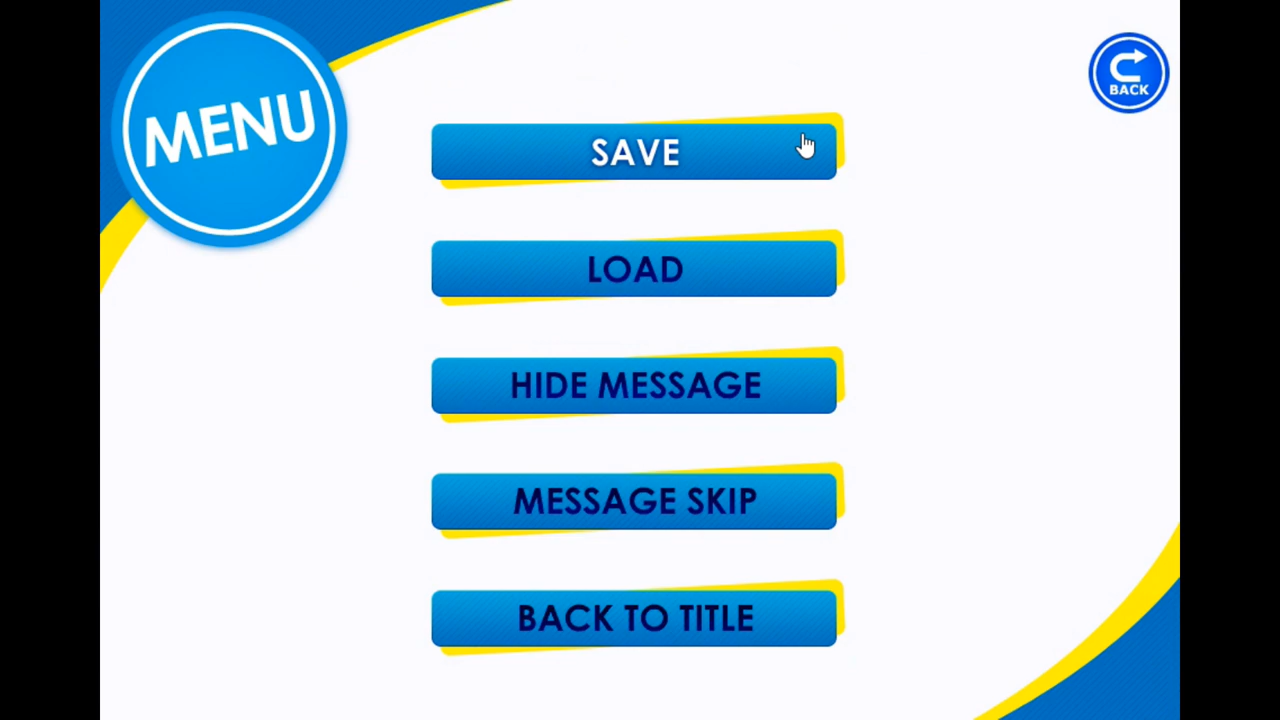 MENU
BACK
SAVE
LOAD
HIDE MESSAGE
MESSAGE SKIP
BACK TO TITLE